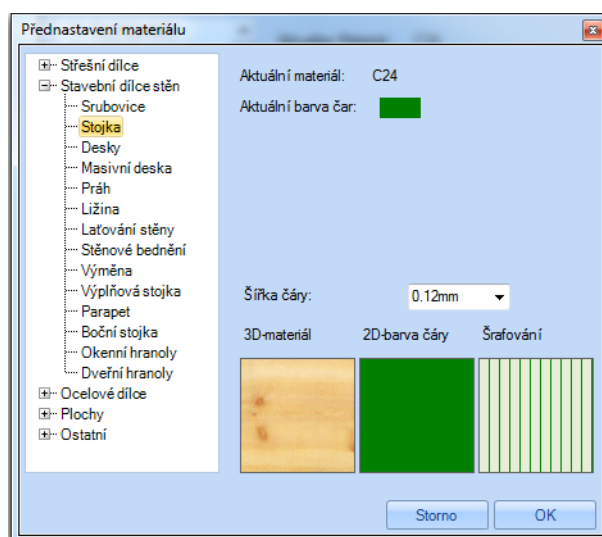 Přednastavení materiálu
Střešní dílce
Stavební dílce stěn
Srubovice
Stojka
Desky
Masivní deska
Práh
Ližina
Laťování stěny
Stěnové bednění
Výměna
Výplňová stojka
Parapet
Boční stojka
Okenní hranoly
Dveřní hranoly
Ocelové dílce
Plochy
Ostatní
Aktuální materiál: C24
Aktuální barva čar:
Šířka čáry: 0.12mm
3D-materiál 2D-barva čáry Šrafování
Storno OK